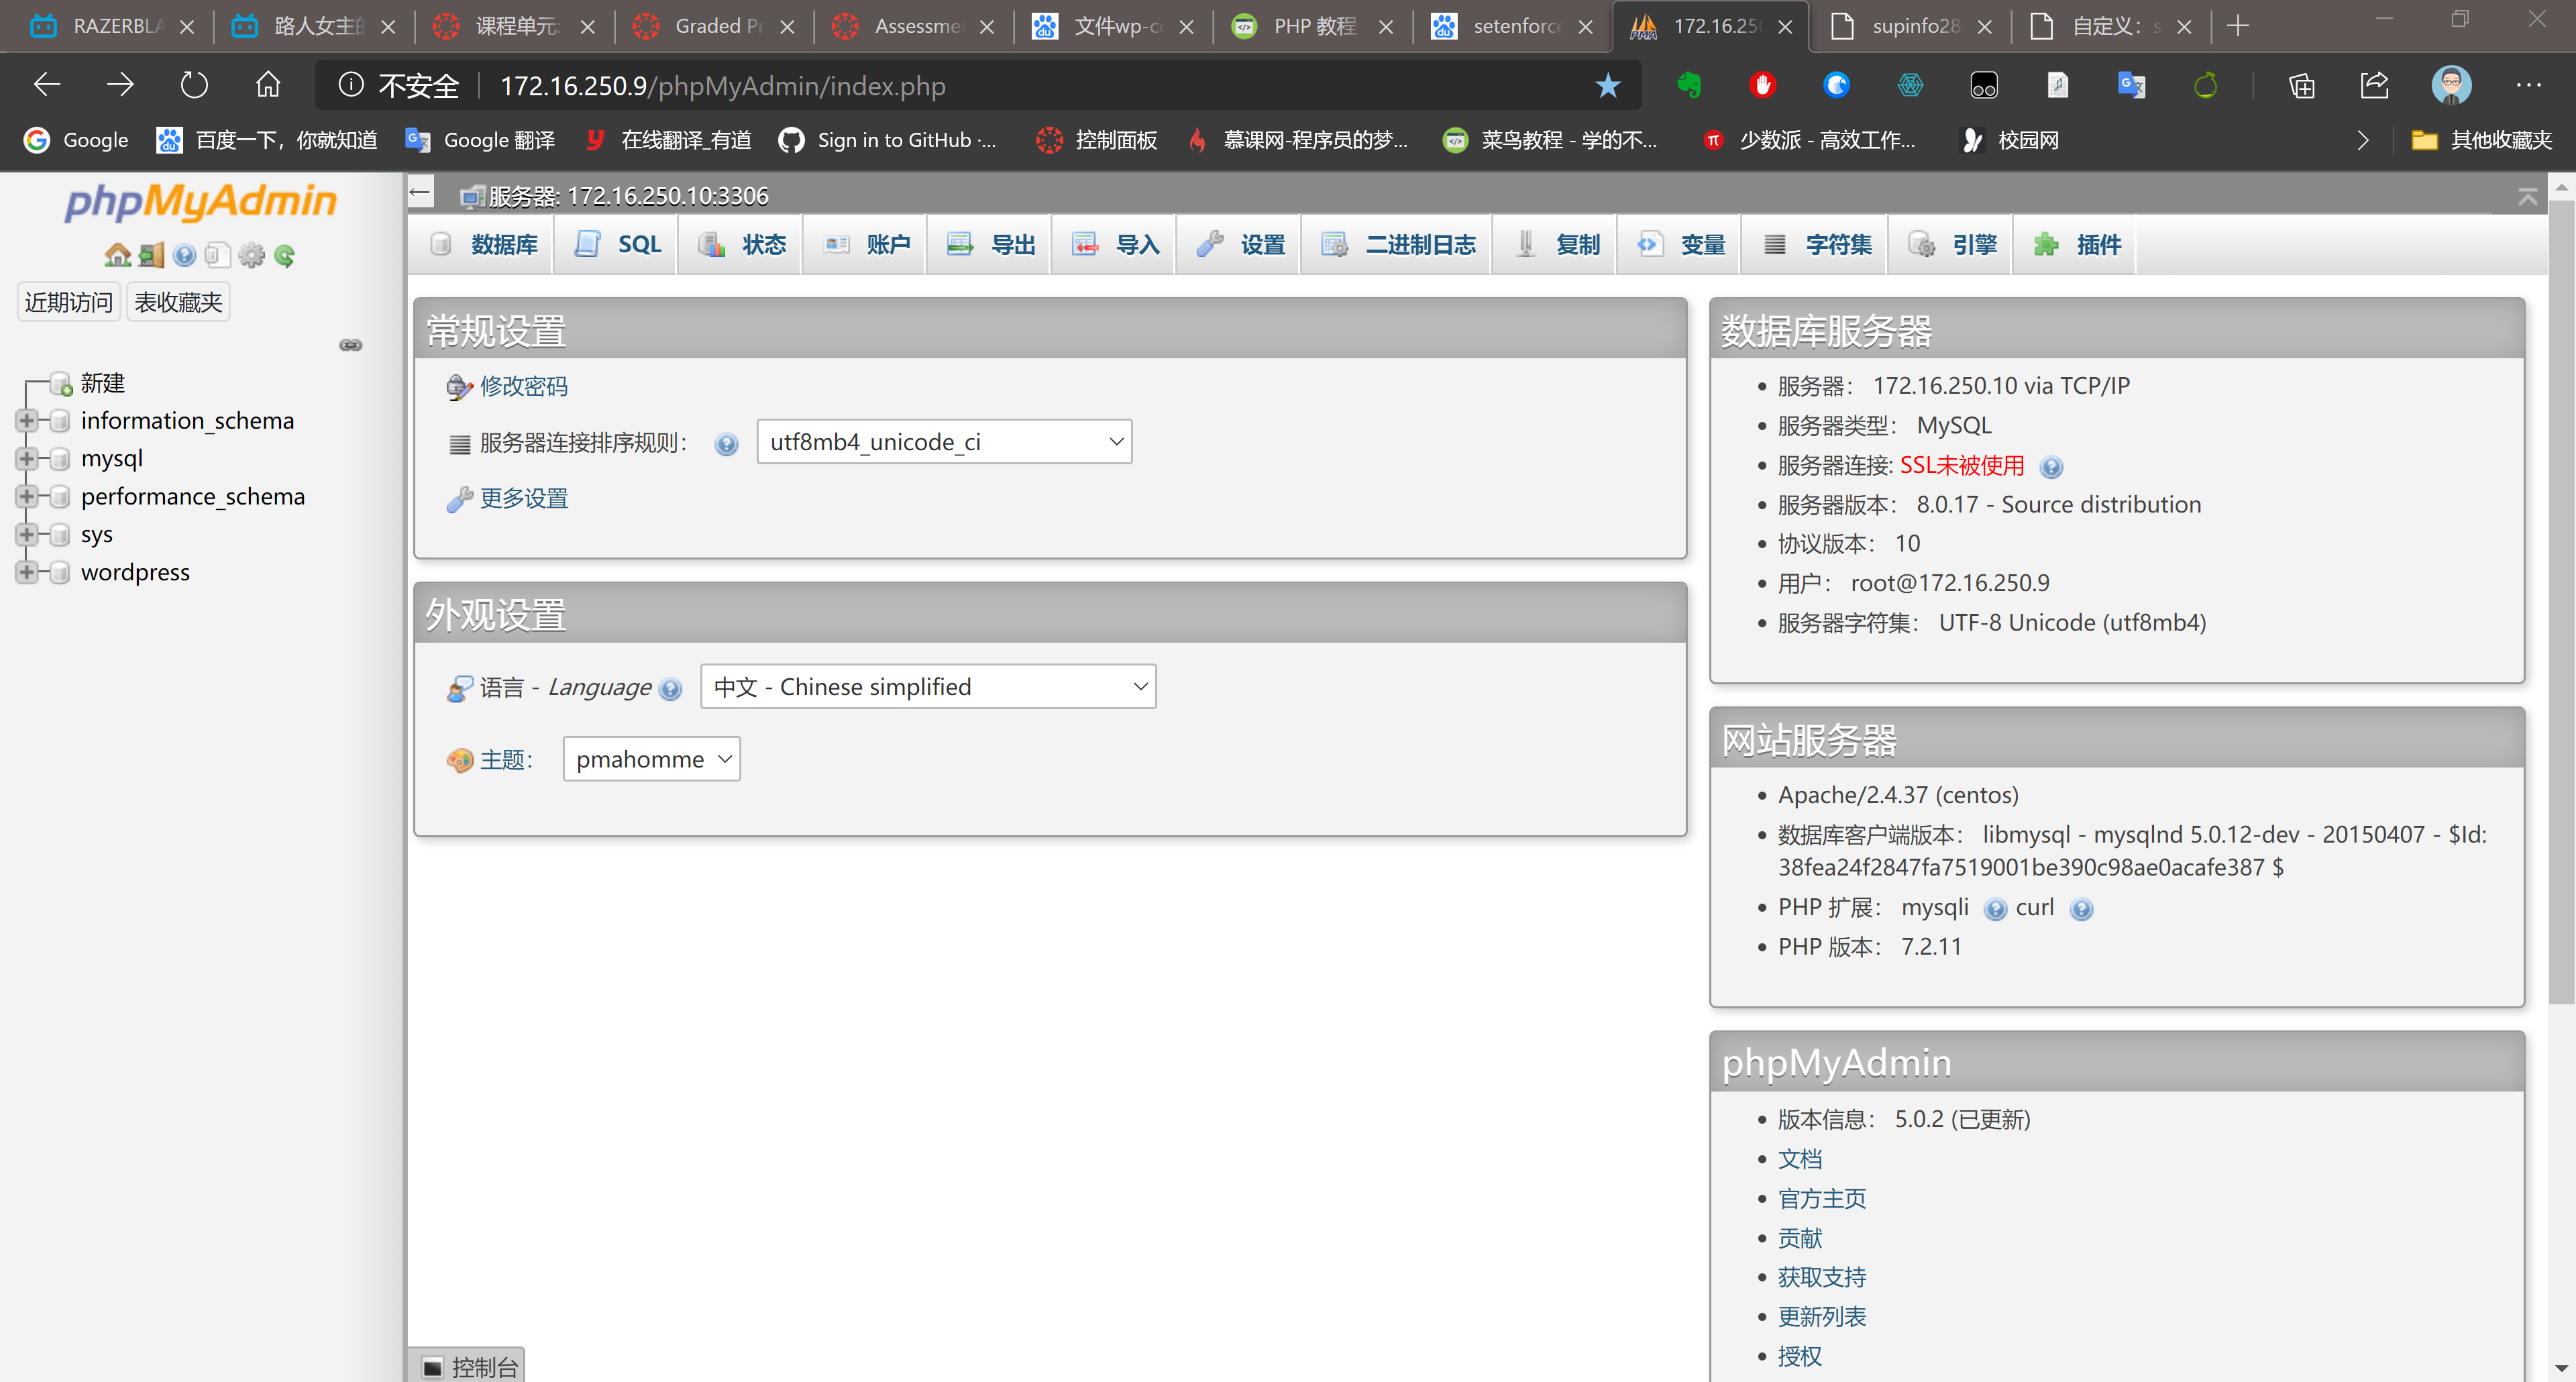 RAZERBLA
路人女主的
课程单元:
Graded Pr
Assessme
文件wp-co
PHP 教程
setenforce
172.16.250
supinfo28
自定义：s
不安全 172.16.250.9/phpMyAdmin/index.php
Google
百度一下，你就知道
Google 翻译
在线翻译_有道
Sign in to GitHub ·...
控制面板
慕课网-程序员的梦...
菜鸟教程 - 学的不...
少数派 - 高效工作...
校园网
其他收藏夹
phpMyAdmin
近期访问 表收藏夹
新建
information_schema
mysql
performance_schema
sys
wordpress
服务器: 172.16.250.10:3306
数据库 SQL 状态 账户 导出 导入 设置 二进制日志 复制 变量 字符集 引擎 插件
常规设置
修改密码
服务器连接排序规则： utf8mb4_unicode_ci
更多设置
外观设置
语言 - Language 中文 - Chinese simplified
主题： pmahomme
数据库服务器
服务器： 172.16.250.10 via TCP/IP
服务器类型： MySQL
服务器连接: SSL未被使用
服务器版本： 8.0.17 - Source distribution
协议版本： 10
用户： root@172.16.250.9
服务器字符集： UTF-8 Unicode (utf8mb4)
网站服务器
Apache/2.4.37 (centos)
数据库客户端版本： libmysql - mysqlnd 5.0.12-dev - 20150407 - $Id:
38fea24f2847fa7519001be390c98ae0acafe387 $
PHP 扩展： mysqli curl
PHP 版本： 7.2.11
phpMyAdmin
版本信息： 5.0.2 (已更新)
文档
官方主页
贡献
获取支持
更新列表
授权
控制台